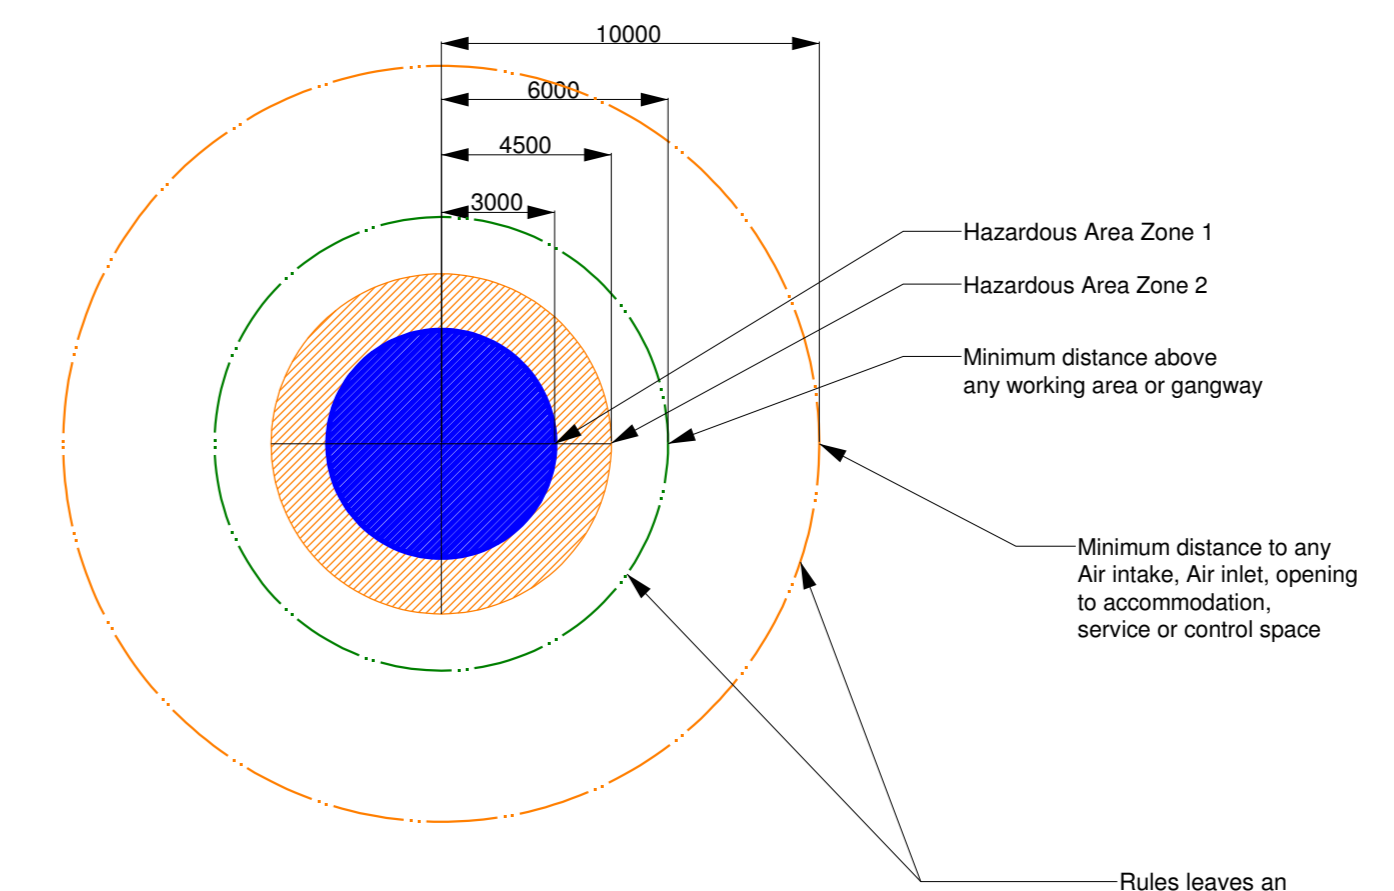 10000
6000
4500
3000
Hazardous Area Zone 1
Hazardous Area Zone 2
Minimum distance above
any working area or gangway
Minimum distance to any
Air intake, Air inlet, opening
to accommodation,
service or control space
Rules leaves an